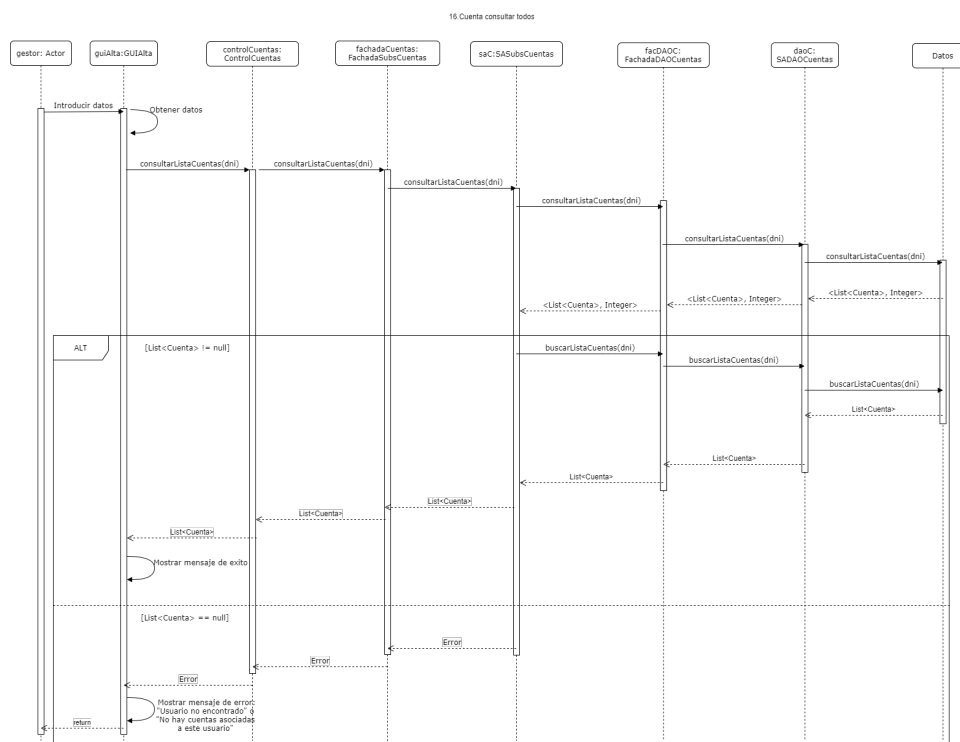 16.Cuenta consultar todos
gestor: Actor
guiAlta:GUIAlta
controlCuentas:
ControlCuentas
fachadaCuentas:
FachadaSubsCuentas
saC:SASubsCuentas
facDAOC:
FachadaDAOCuentas
daoC:
SADAOCuentas
Datos
Introducir datos
Obtener datos
consultarListaCuentas(dni)
consultarListaCuentas(dni)
consultarListaCuentas(dni)
consultarListaCuentas(dni)
consultarListaCuentas(dni)
consultarListaCuentas(dni)
<List<Cuenta>, Integer>
<List<Cuenta>, Integer>
<List<Cuenta>, Integer>
ALT
[List<Cuenta> != null]
buscarListaCuentas(dni)
buscarListaCuentas(dni)
buscarListaCuentas(dni)
List<Cuenta>
List<Cuenta>
List<Cuenta>
List<Cuenta>
List<Cuenta>
List<Cuenta>
Mostrar mensaje de exito
[List<Cuenta> == null]
Error
Error
Error
Mostrar mensaje de error:
"Usuario no encontrado" o
"No hay cuentas asociadas
a este usuario"
return